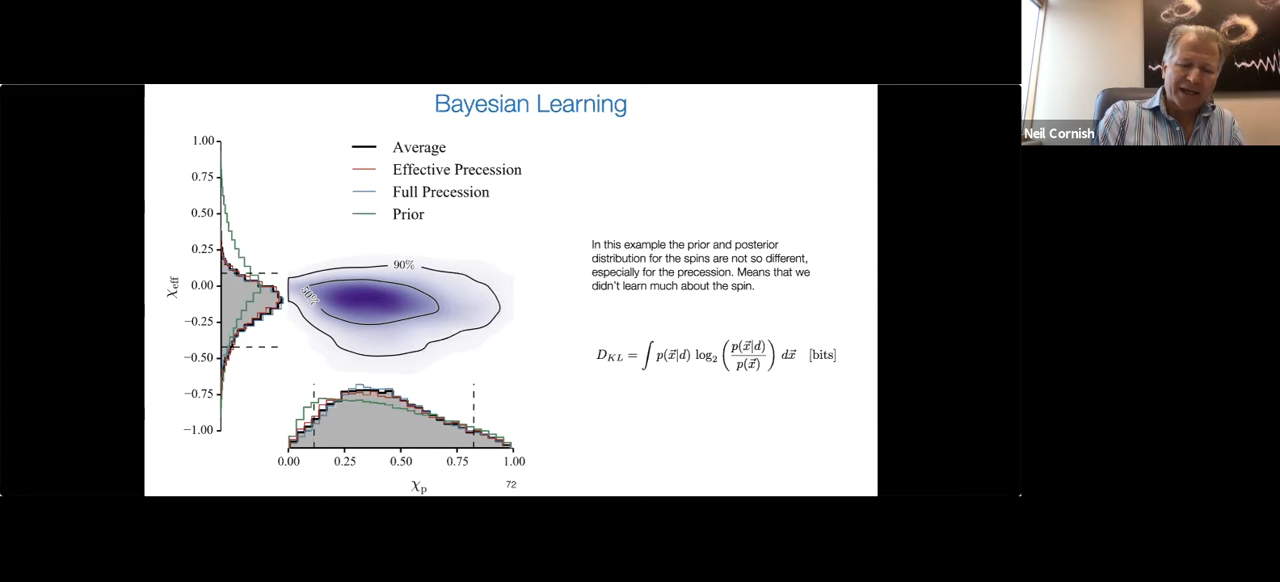 Bayesian Learning
Average
Effective Precession
Full Precession
Prior
1.00
0.75
0.50
0.25
0.00
−0.25
−0.50
−0.75
−1.00
χeff
90%
50%
0.00 0.25 0.50 0.75 1.00
χp
In this example the prior and posterior
distribution for the spins are not so different,
especially for the precession. Means that we
didn't learn much about the spin.
D_{KL} = ∫ p(x⃗|d) log₂ (p(x⃗|d) / p(x⃗)) dx⃗ [bits]
72
Neil Cornish